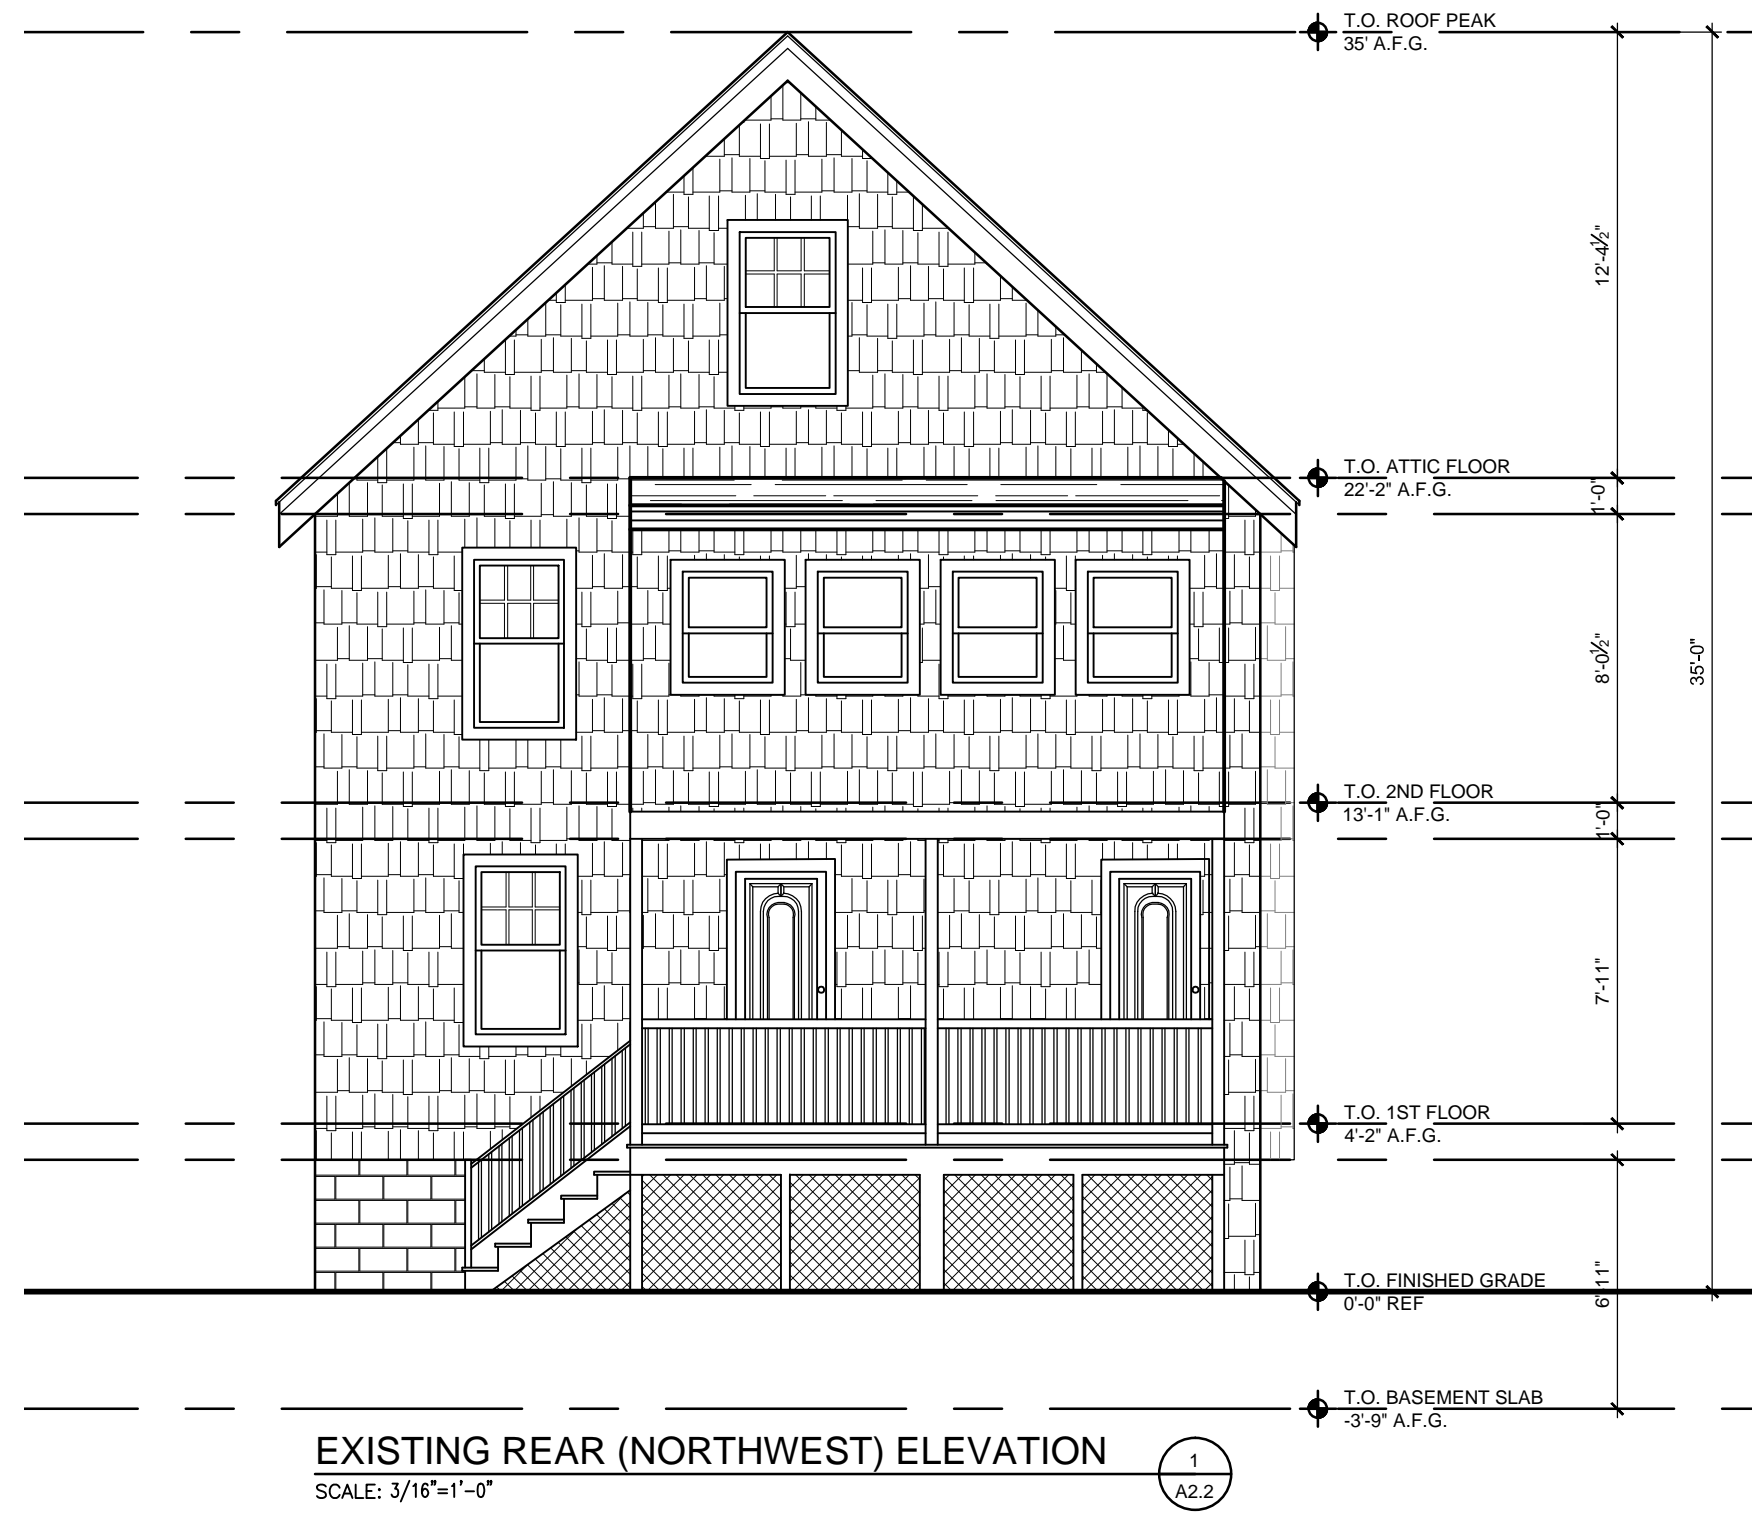 T.O. ROOF PEAK
35' A.F.G.
12'-4½"
T.O. ATTIC FLOOR
22'-2" A.F.G.
1'-0"
8'-0½"
35'-0"
T.O. 2ND FLOOR
13'-1" A.F.G.
1'-0"
7'-11"
T.O. 1ST FLOOR
4'-2" A.F.G.
T.O. FINISHED GRADE
0'-0" REF
6'-11"
T.O. BASEMENT SLAB
-3'-9" A.F.G.
EXISTING REAR (NORTHWEST) ELEVATION
1
SCALE: 3/16"=1'-0"
A2.2